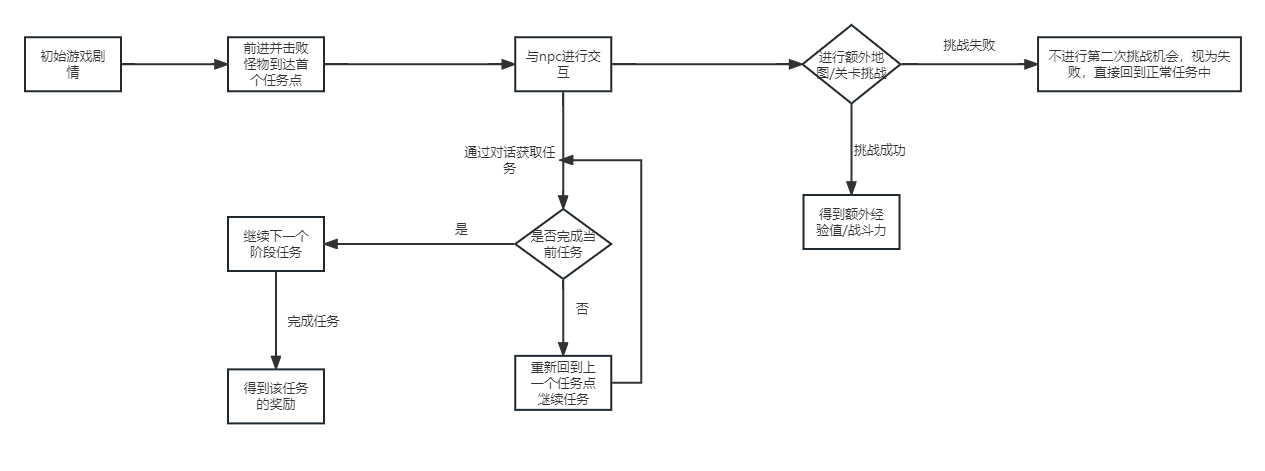 初始游戏剧
情
前进并击败
怪物到达首
个任务点
与npc进行交
互
进行额外地
图/关卡挑战
挑战失败
不进行第二次挑战机会，视为失
败，直接回到正常任务中
通过对话获取任
务
挑战成功
得到额外经
验值/战斗力
是
继续下一个
阶段任务
是否完成当
前任务
否
完成任务
重新回到上
一个任务点
继续任务
得到该任务
的奖励